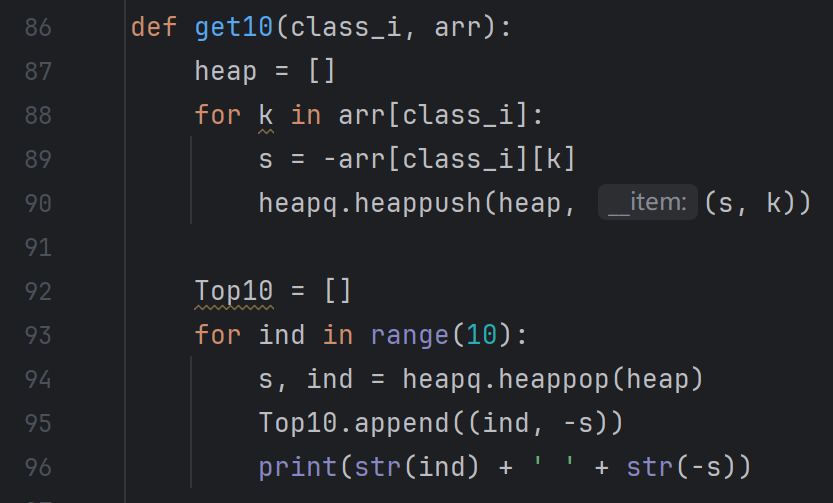 86 def get10(class_i, arr):
87 heap = []
88 for k in arr[class_i]:
89 s = -arr[class_i][k]
90 heapq.heappush(heap, __item: (s, k))
91
92 Top10 = []
93 for ind in range(10):
94 s, ind = heapq.heappop(heap)
95 Top10.append((ind, -s))
96 print(str(ind) + ' ' + str(-s))